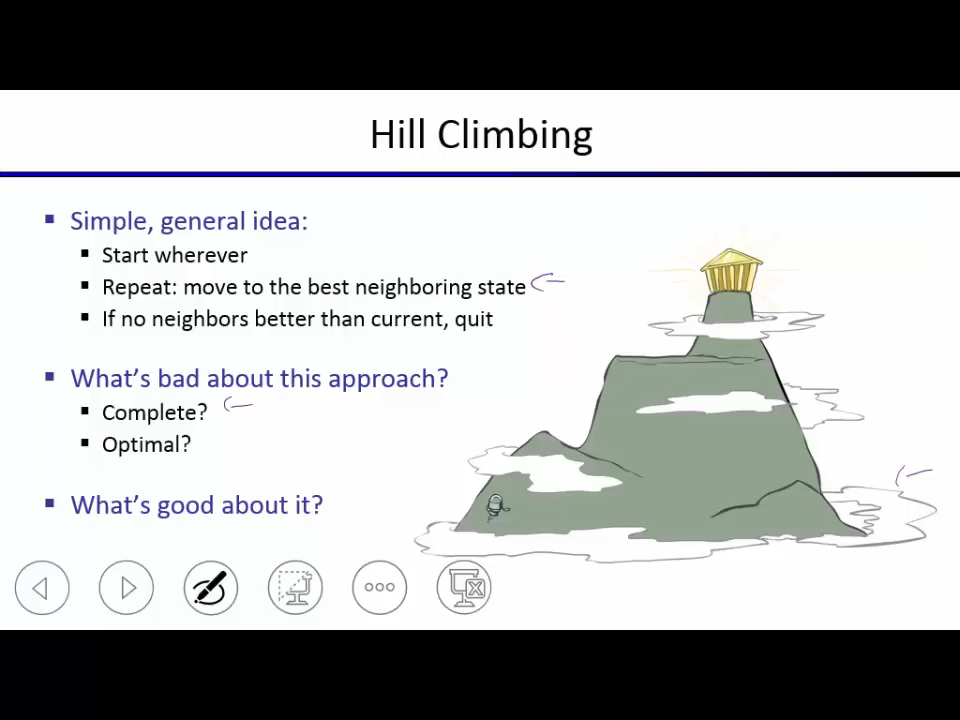 Hill Climbing
▪ Simple, general idea:
▪ Start wherever
▪ Repeat: move to the best neighboring state
▪ If no neighbors better than current, quit
▪ What's bad about this approach?
▪ Complete?
▪ Optimal?
▪ What's good about it?